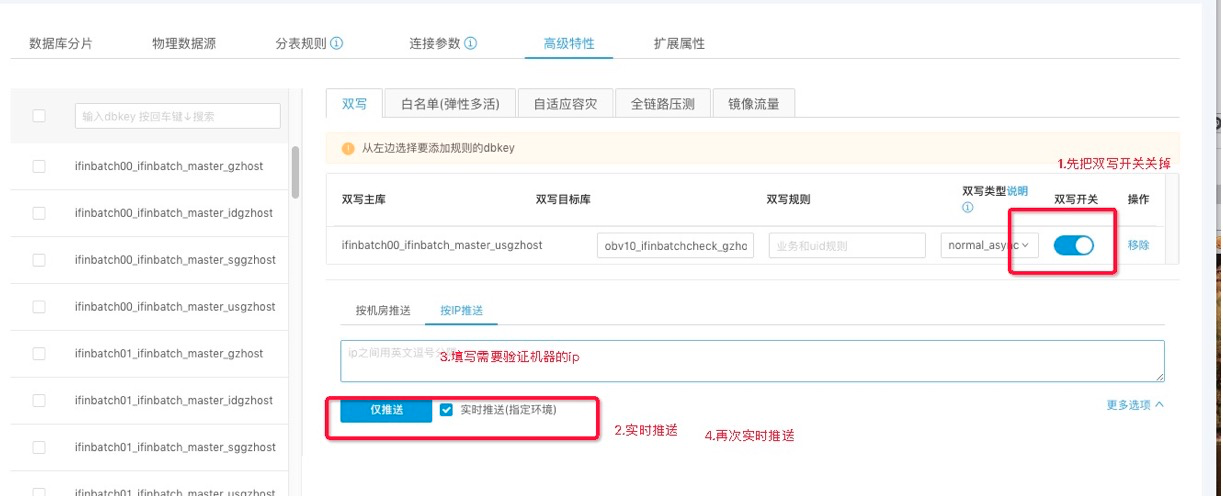 数据库分片 物理数据源 分表规则 连接参数 高级特性 扩展属性
输入dbkey 按回车键↓搜索
ifinbatch00_ifinbatch_master_gzhost
ifinbatch00_ifinbatch_master_idgzhost
ifinbatch00_ifinbatch_master_sggzhost
ifinbatch00_ifinbatch_master_usgzhost
ifinbatch01_ifinbatch_master_gzhost
ifinbatch01_ifinbatch_master_idgzhost
ifinbatch01_ifinbatch_master_sggzhost
ifinbatch01_ifinbatch_master_usgzhost
双写 白名单(弹性多活) 自适应容灾 全链路压测 镜像流量
从左边选择要添加规则的dbkey
1.先把双写开关关掉
双写主库 双写目标库 双写规则 双写类型说明 双写开关 操作
ifinbatch00_ifinbatch_master_usgzhost obv10_ifinbatchcheck_gzho 业务和uid规则 normal_async 移除
按机房推送 按IP推送
ip之间用英文逗号分
3.填写需要验证机器的ip
仅推送 实时推送(指定环境) 更多选项
2.实时推送 4.再次实时推送